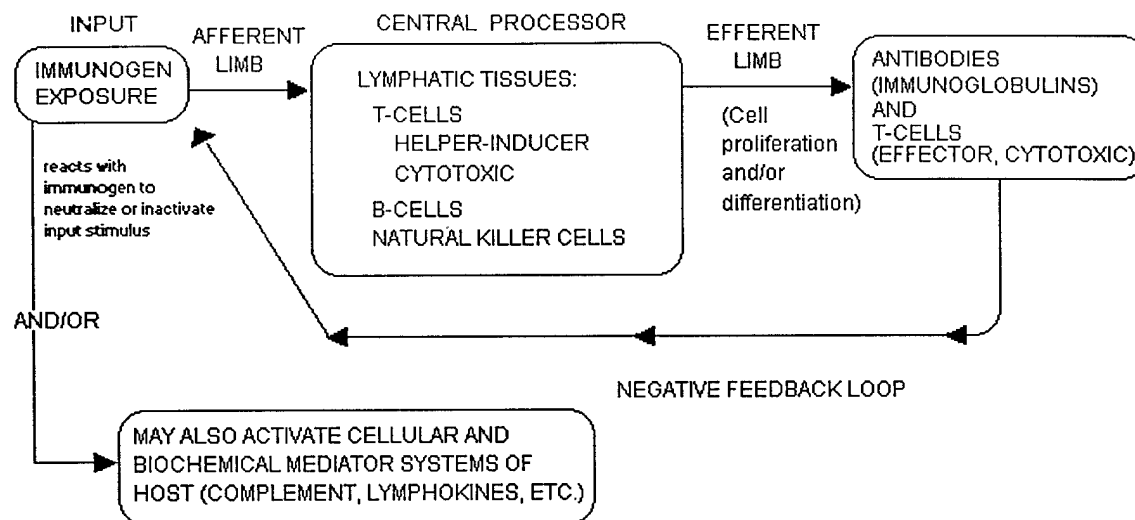 INPUT
IMMUNOGEN
EXPOSURE
AFFERENT
LIMB
CENTRAL PROCESSOR
LYMPHATIC TISSUES:
T-CELLS
HELPER-INDUCER
CYTOTOXIC
B-CELLS
NATURAL KILLER CELLS
EFFERENT
LIMB
(Cell
proliferation
and/or
differentiation)
ANTIBODIES
(IMMUNOGLOBULINS)
AND
T-CELLS
(EFFECTOR, CYTOTOXIC)
reacts with
immunogen to
neutralize or inactivate
input stimulus
AND/OR
NEGATIVE FEEDBACK LOOP
MAY ALSO ACTIVATE CELLULAR AND
BIOCHEMICAL MEDIATOR SYSTEMS OF
HOST (COMPLEMENT, LYMPHOKINES, ETC.)